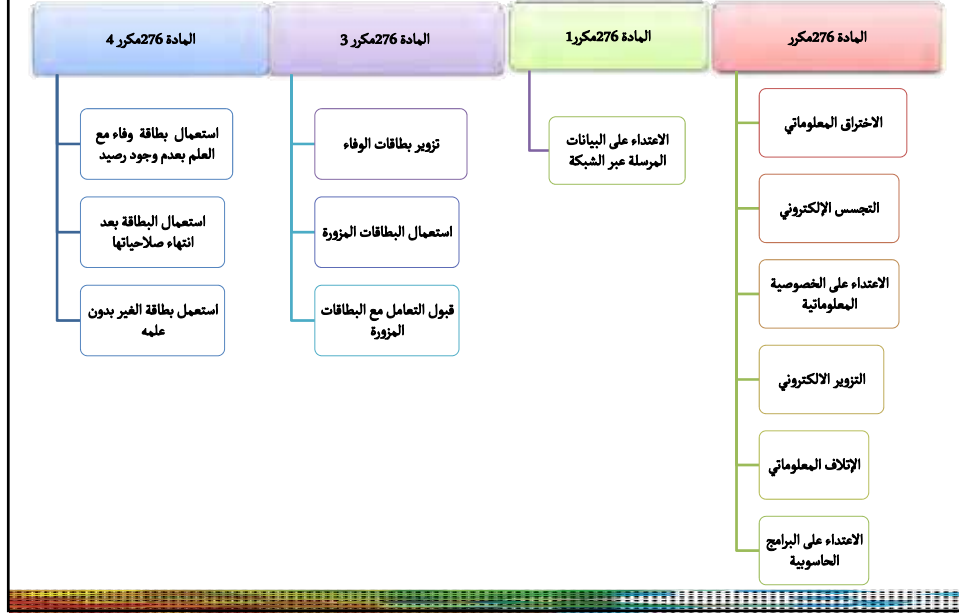 المادة 276مكرر
الاختراق المعلوماتي
التجسس الإلكتروني
الاعتداء على الخصوصية
المعلوماتية
التزوير الالكتروني
الإتلاف المعلوماتي
الاعتداء على البرامج
الحاسوبية
المادة 276مكرر1
الاعتداء على البيانات
المرسلة عبر الشبكة
المادة 276مكرر 3
تزوير بطاقات الوفاء
استعمال البطاقات المزورة
قبول التعامل مع البطاقات
المزورة
المادة 276مكرر 4
استعمال بطاقة وفاء مع
العلم بعدم وجود رصيد
استعمال البطاقة بعد
انتهاء صلاحياتها
استعمل بطاقة الغير بدون
علمه